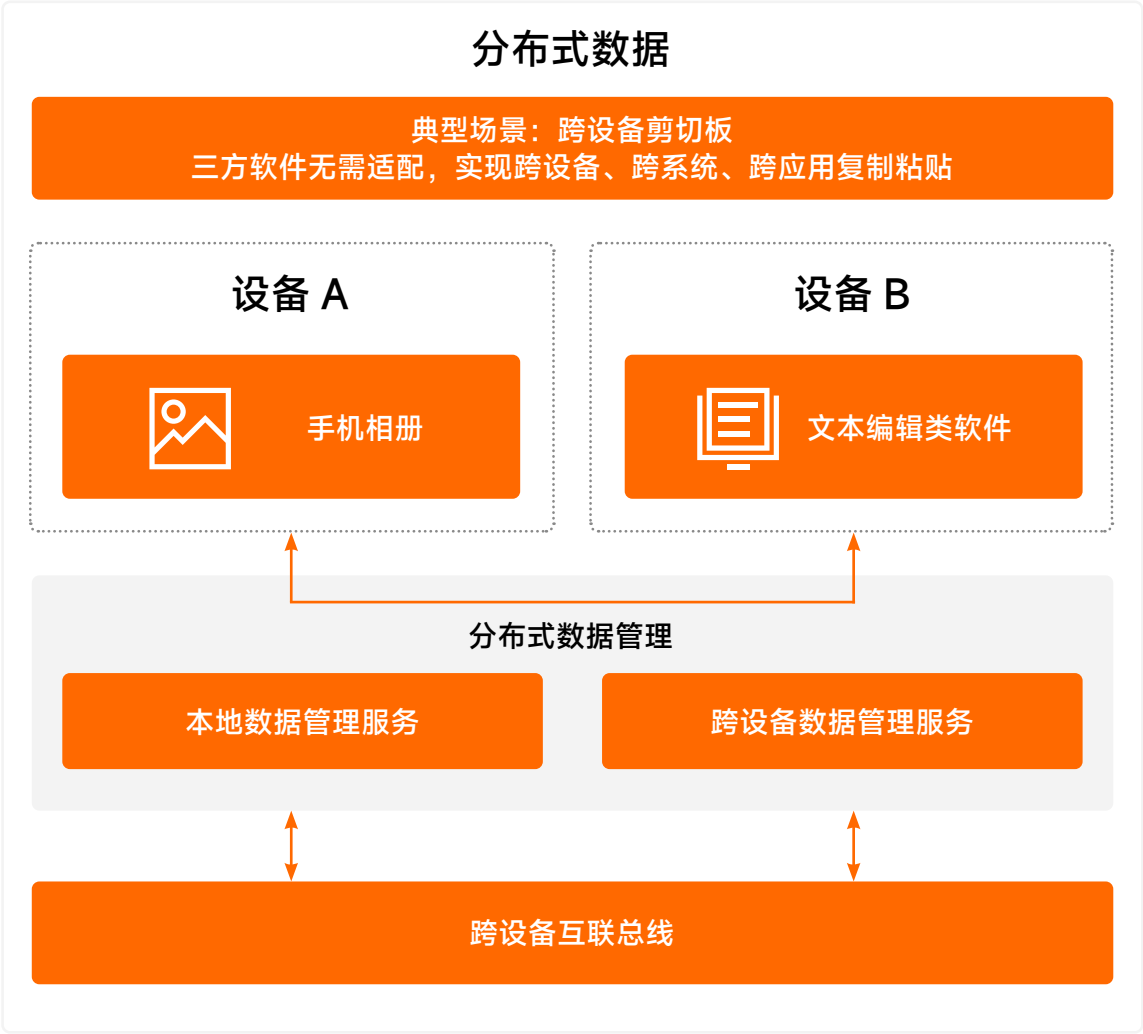 分布式数据
典型场景：跨设备剪切板
三方软件无需适配，实现跨设备、跨系统、跨应用复制粘贴
设备 A
设备 B
手机相册
文本编辑类软件
分布式数据管理
本地数据管理服务
跨设备数据管理服务
跨设备互联总线